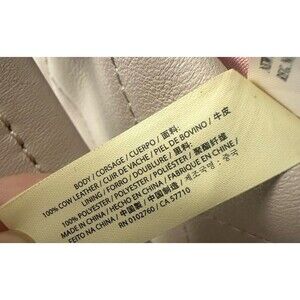 BODY / CORSAGE / CUERPO / 面料:
100% COW LEATHER / CUIR DE VACHE / PIEL DE BOVINO / 牛皮
LINING / FORRO / DOUBLURE / 里料:
100% POLYESTER / POLYESTER / POLIÉSTER / 聚酯纤维
MADE IN CHINA / HECHO EN CHINA / FABRIQUE EN CHINE /
FEITO NA CHINA / 中国製 / 中国制造 / 제조국명 : 중국
RN 0102760 / CA 57710